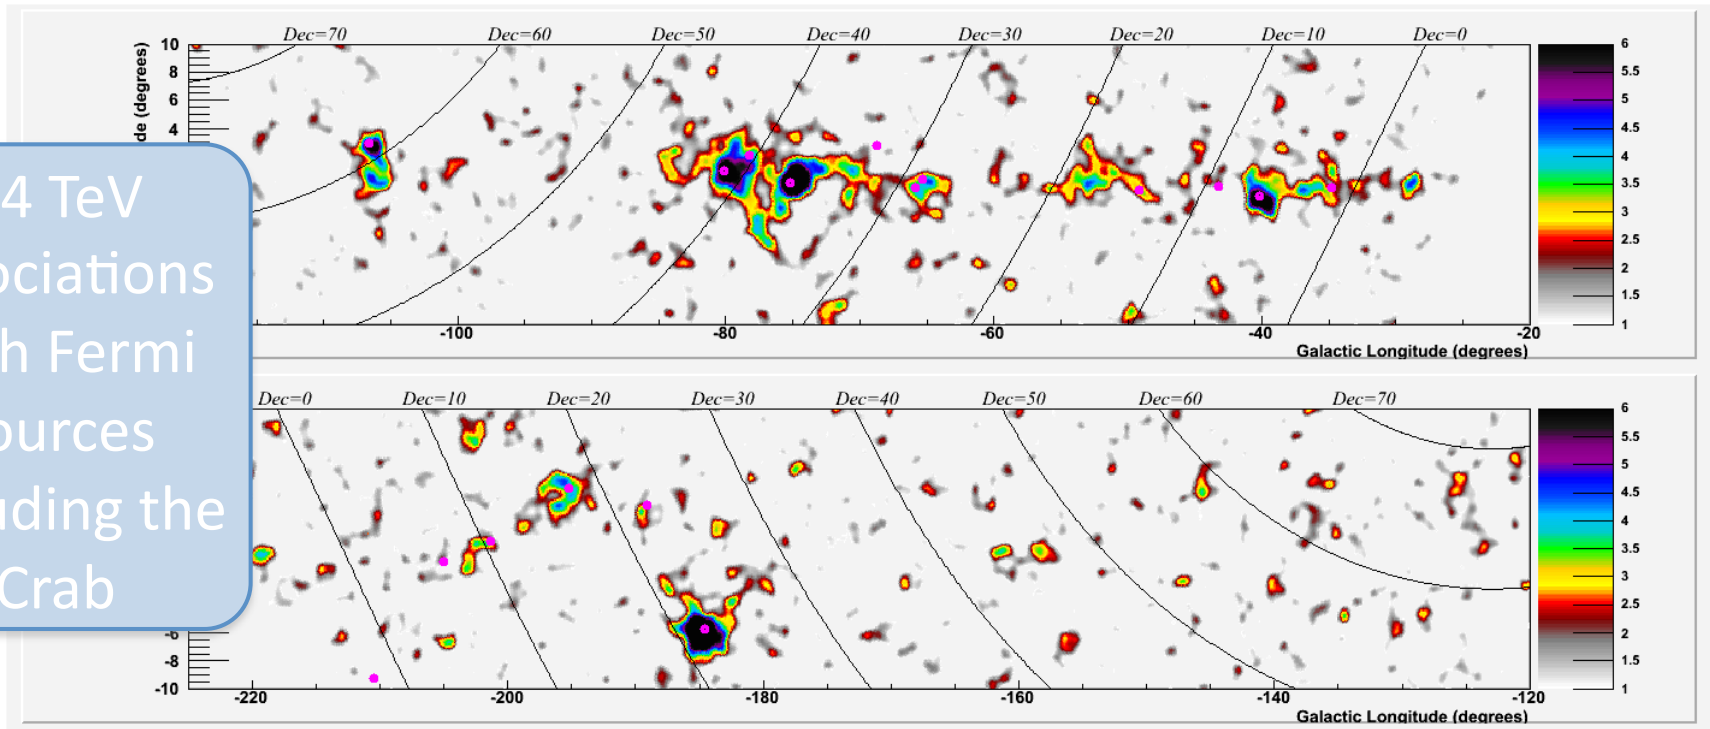 Dec=70 Dec=60 Dec=50 Dec=40 Dec=30 Dec=20 Dec=10 Dec=0
10
8
6
4
de (degrees)
6
5.5
5
4.5
4
3.5
3
2.5
2
1.5
1
-100 -80 -60 -40 -20
Galactic Longitude (degrees)
4 TeV
ociations
h Fermi
ources
uding the
Crab
Dec=0 Dec=10 Dec=20 Dec=30 Dec=40 Dec=50 Dec=60 Dec=70
6
5.5
5
4.5
4
3.5
3
2.5
2
1.5
1
-6
-8
-10
-220 -200 -180 -160 -140 -120
Galactic Longitude (degrees)